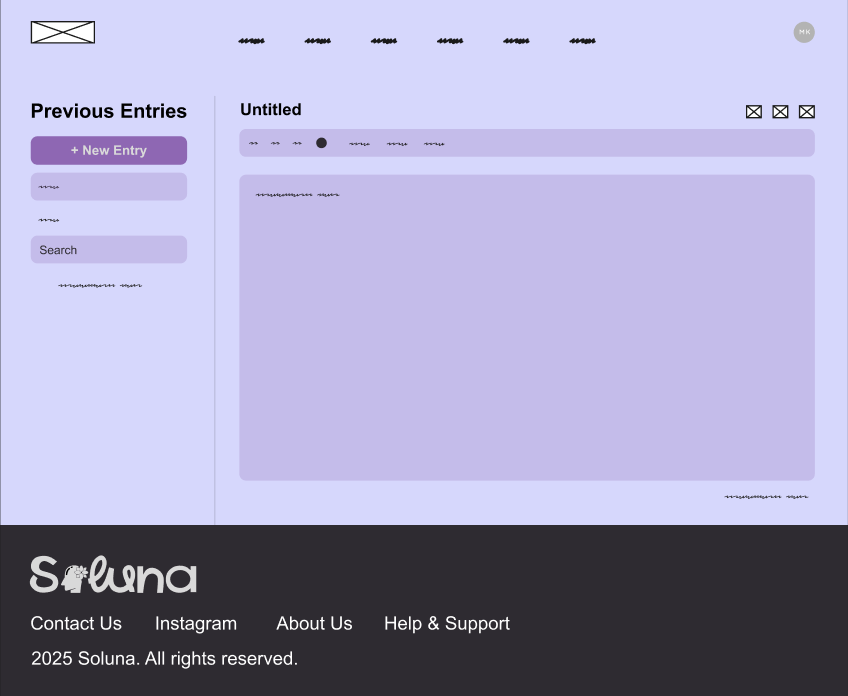 MK
Previous Entries
+ New Entry
Search
Untitled
Soluna
Contact Us Instagram About Us Help & Support
2025 Soluna. All rights reserved.